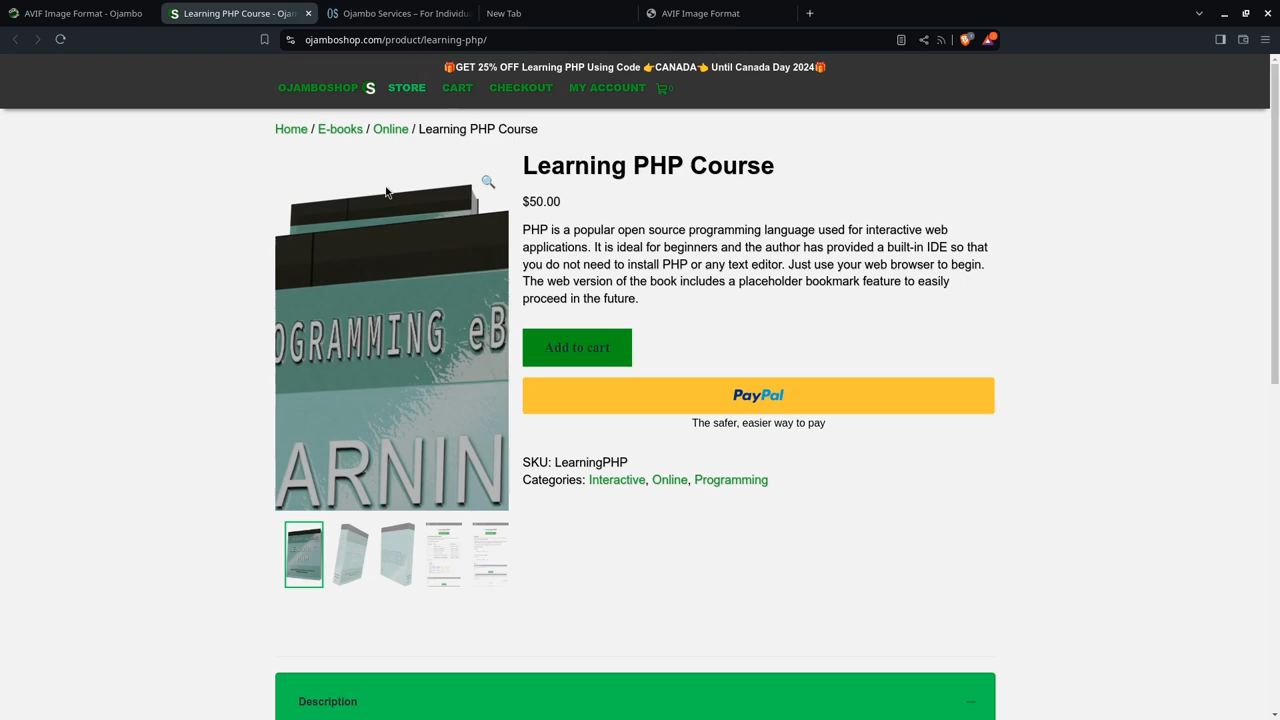 AVIF Image Format - Ojambo
Learning PHP Course - Ojam
Ojambo Services – For Individua
New Tab
AVIF Image Format
ojamboshop.com/product/learning-php/
🎁GET 25% OFF Learning PHP Using Code 👉CANADA👈 Until Canada Day 2024🎁
OJAMBOSHOP S STORE CART CHECKOUT MY ACCOUNT 0
Home / E-books / Online / Learning PHP Course
Learning PHP Course
$50.00
PHP is a popular open source programming language used for interactive web
applications. It is ideal for beginners and the author has provided a built-in IDE so that
you do not need to install PHP or any text editor. Just use your web browser to begin.
The web version of the book includes a placeholder bookmark feature to easily
proceed in the future.
OGRAMMING eB
ARNIN
Add to cart
PayPal
The safer, easier way to pay
SKU: LearningPHP
Categories: Interactive, Online, Programming
Description